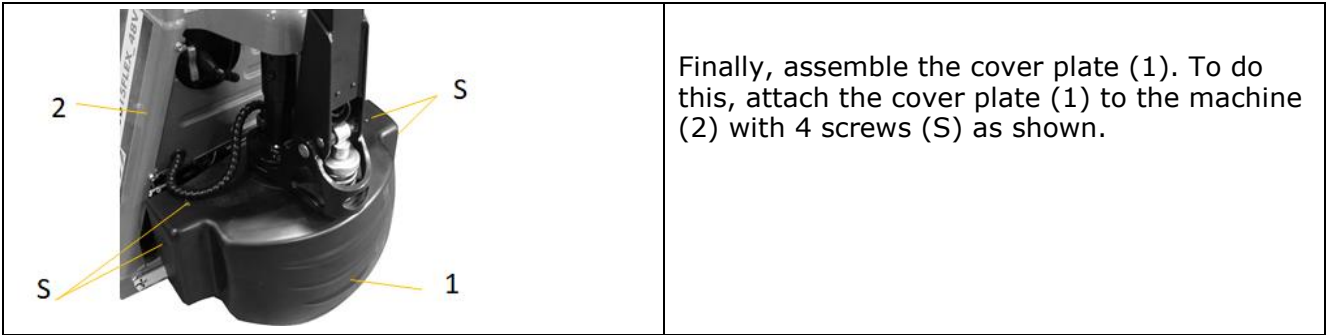 15FLEX_48V
2
S
S
1
Finally, assemble the cover plate (1). To do
this, attach the cover plate (1) to the machine
(2) with 4 screws (S) as shown.